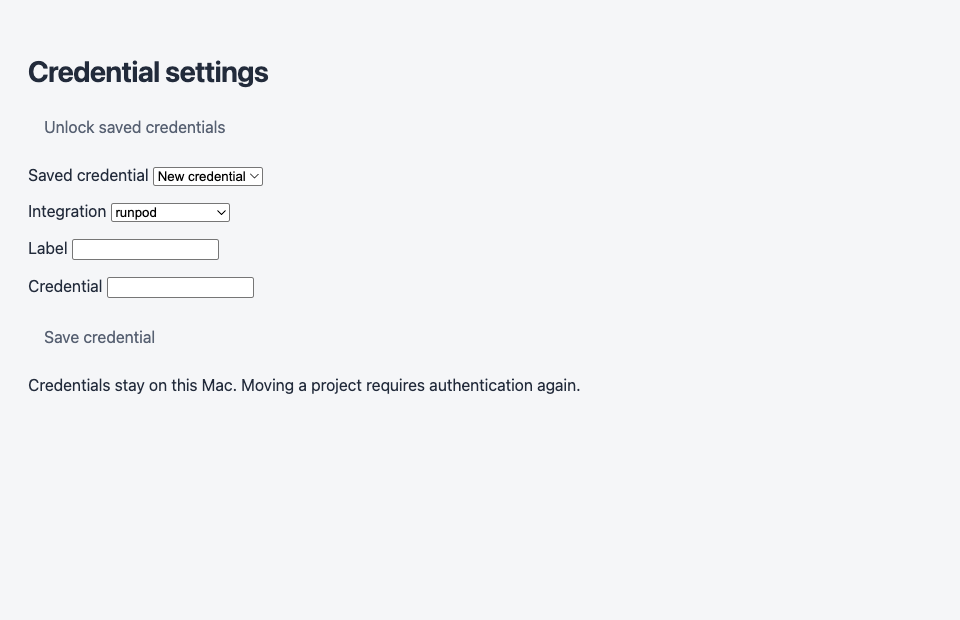 Credential settings
Unlock saved credentials
Saved credential New credential
Integration runpod
Label
Credential
Save credential
Credentials stay on this Mac. Moving a project requires authentication again.